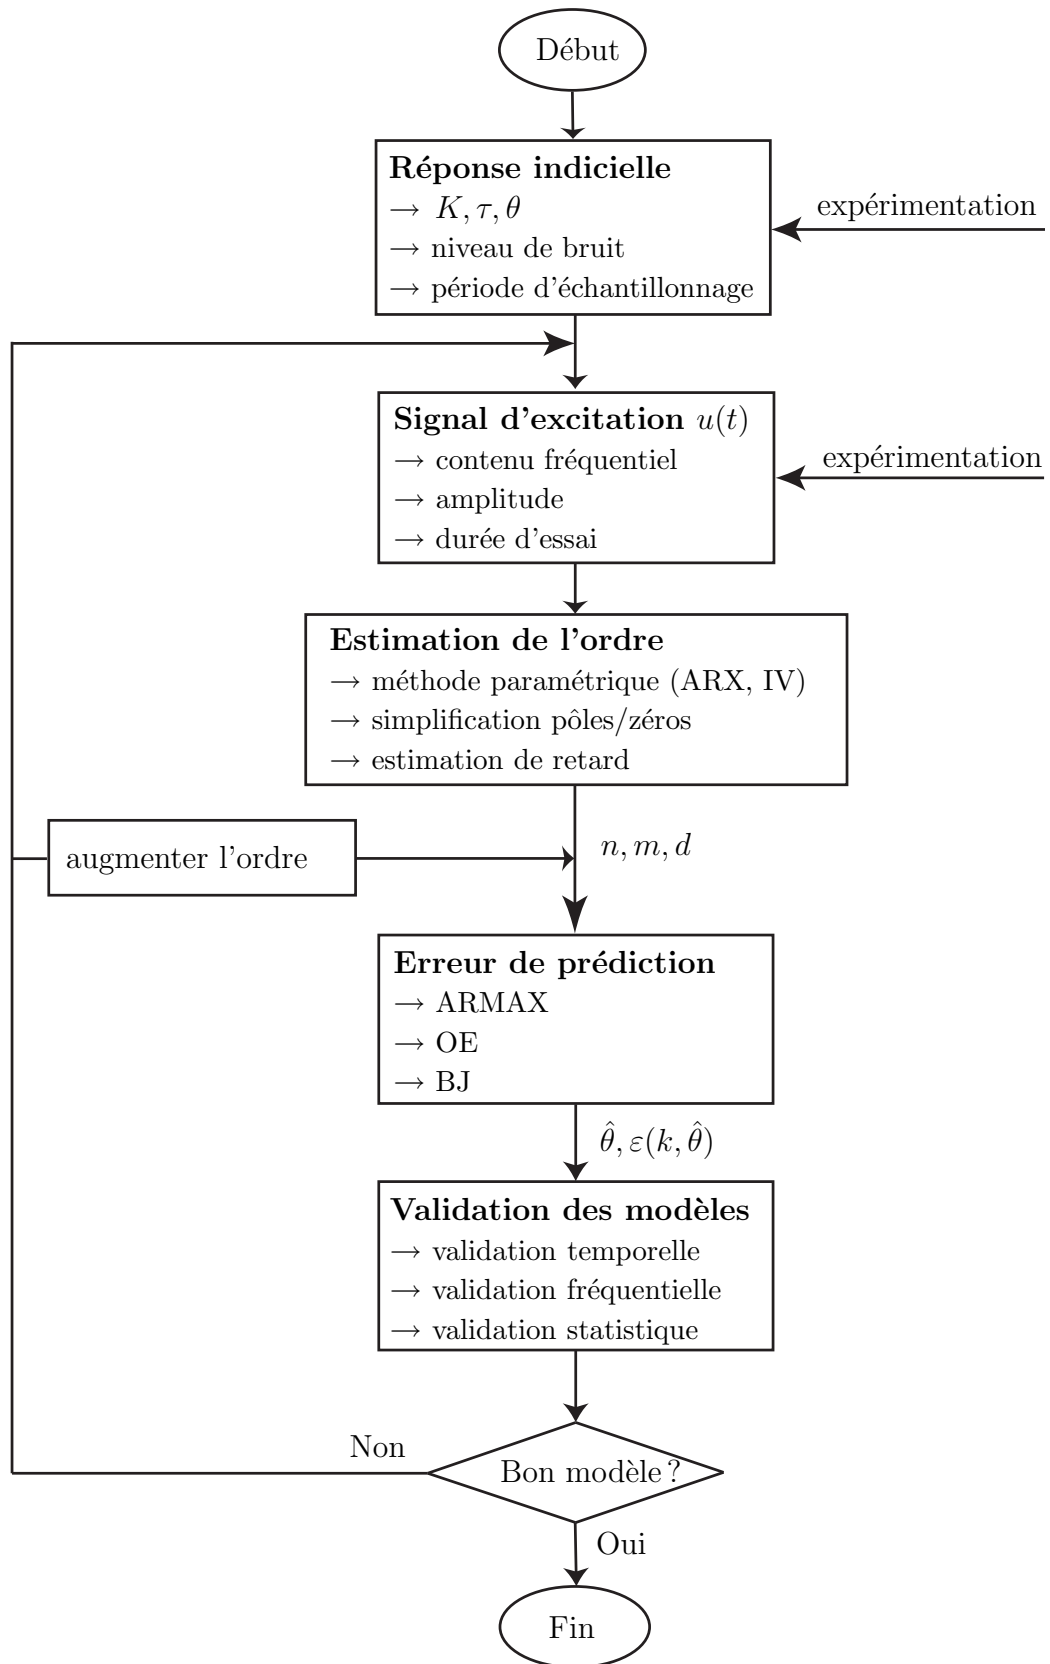 Début
Réponse indicielle
→ K, τ, θ
→ niveau de bruit
→ période d'échantillonnage
expérimentation
Signal d'excitation u(t)
→ contenu fréquentiel
→ amplitude
→ durée d'essai
expérimentation
Estimation de l'ordre
→ méthode paramétrique (ARX, IV)
→ simplification pôles/zéros
→ estimation de retard
augmenter l'ordre
n, m, d
Erreur de prédiction
→ ARMAX
→ OE
→ BJ
θ̂, ε(k, θ̂)
Validation des modèles
→ validation temporelle
→ validation fréquentielle
→ validation statistique
Non
Bon modèle ?
Oui
Fin